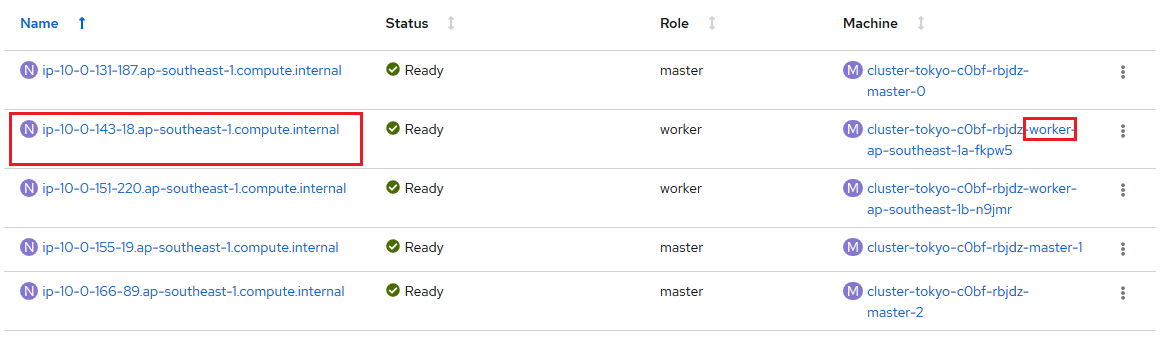 Name Status Role Machine
N ip-10-0-131-187.ap-southeast-1.compute.internal Ready master M cluster-tokyo-c0bf-rbjdz-
master-0
N ip-10-0-143-18.ap-southeast-1.compute.internal Ready worker M cluster-tokyo-c0bf-rbjdz-worker-
ap-southeast-1a-fkpw5
N ip-10-0-151-220.ap-southeast-1.compute.internal Ready worker M cluster-tokyo-c0bf-rbjdz-worker-
ap-southeast-1b-n9jmr
N ip-10-0-155-19.ap-southeast-1.compute.internal Ready master M cluster-tokyo-c0bf-rbjdz-master-1
N ip-10-0-166-89.ap-southeast-1.compute.internal Ready master M cluster-tokyo-c0bf-rbjdz-
master-2